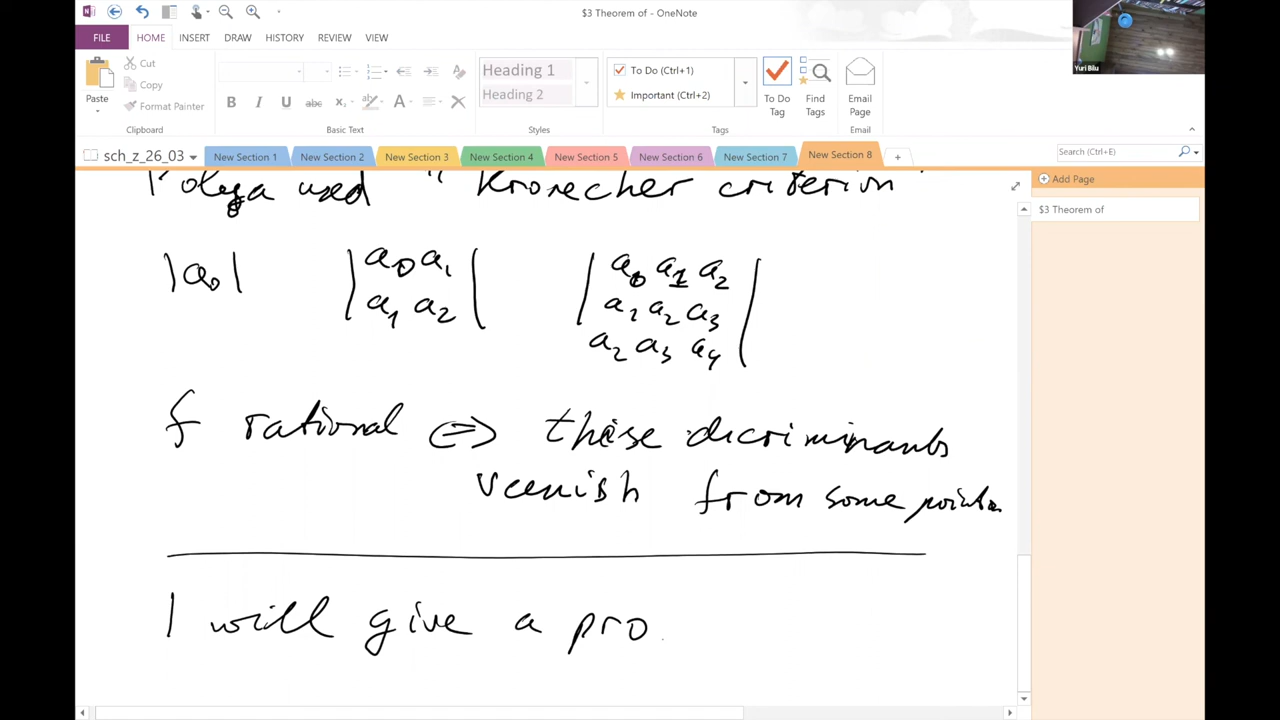 $3 Theorem of - OneNote
Yuri Bilu
FILE HOME INSERT DRAW HISTORY REVIEW VIEW
Paste
Cut
Copy
Format Painter
Clipboard
B I U abc
Basic Text
Heading 1
Heading 2
Styles
To Do (Ctrl+1)
Important (Ctrl+2)
Tags
To Do Tag
Find Tags
Email Page
Email
sch_z_26_03 New Section 1 New Section 2 New Section 3 New Section 4 New Section 5 New Section 6 New Section 7 New Section 8
Search (Ctrl+E)
Add Page
$3 Theorem of
used "Kronecher criterion"
|a₀| |a₀ a₁| |a₀ a₁ a₂|
|a₁ a₂| |a₁ a₂ a₃|
|a₂ a₃ a₄|
f rational ⇔ these dicriminants
vanish from some point on
I will give a pro